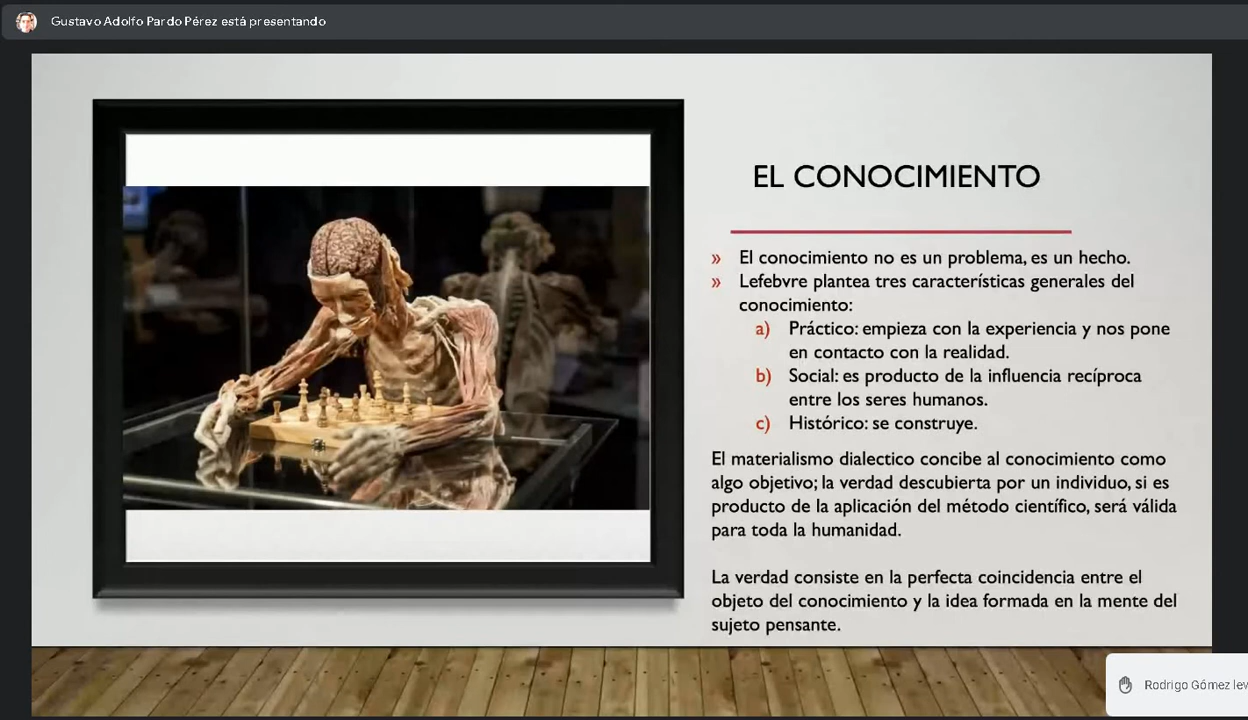 Gustavo Adolfo Pardo Pérez está presentando
EL CONOCIMIENTO
» El conocimiento no es un problema, es un hecho.
» Lefebvre plantea tres características generales del
conocimiento:
a) Práctico: empieza con la experiencia y nos pone
en contacto con la realidad.
b) Social: es producto de la influencia recíproca
entre los seres humanos.
c) Histórico: se construye.
El materialismo dialectico concibe al conocimiento como
algo objetivo; la verdad descubierta por un individuo, si es
producto de la aplicación del método científico, será válida
para toda la humanidad.
La verdad consiste en la perfecta coincidencia entre el
objeto del conocimiento y la idea formada en la mente del
sujeto pensante.
Rodrigo Gómez lev